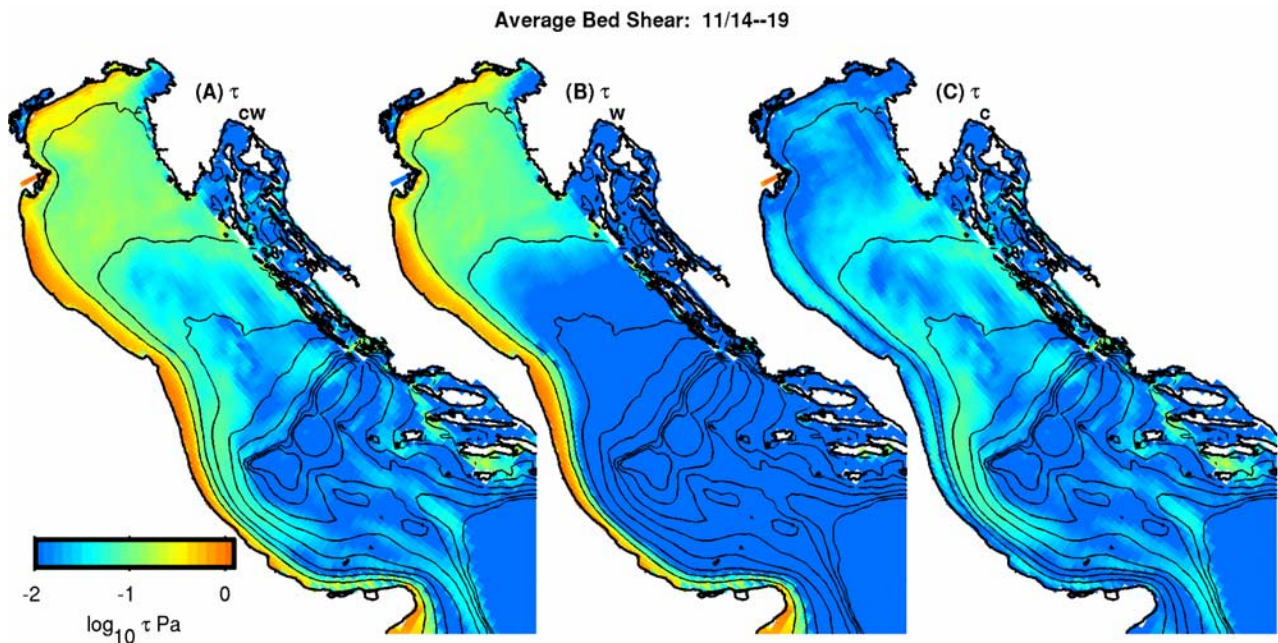 Average Bed Shear: 11/14--19
(A) τ cw
(B) τ w
(C) τ c
-2 -1 0
log10 τ Pa